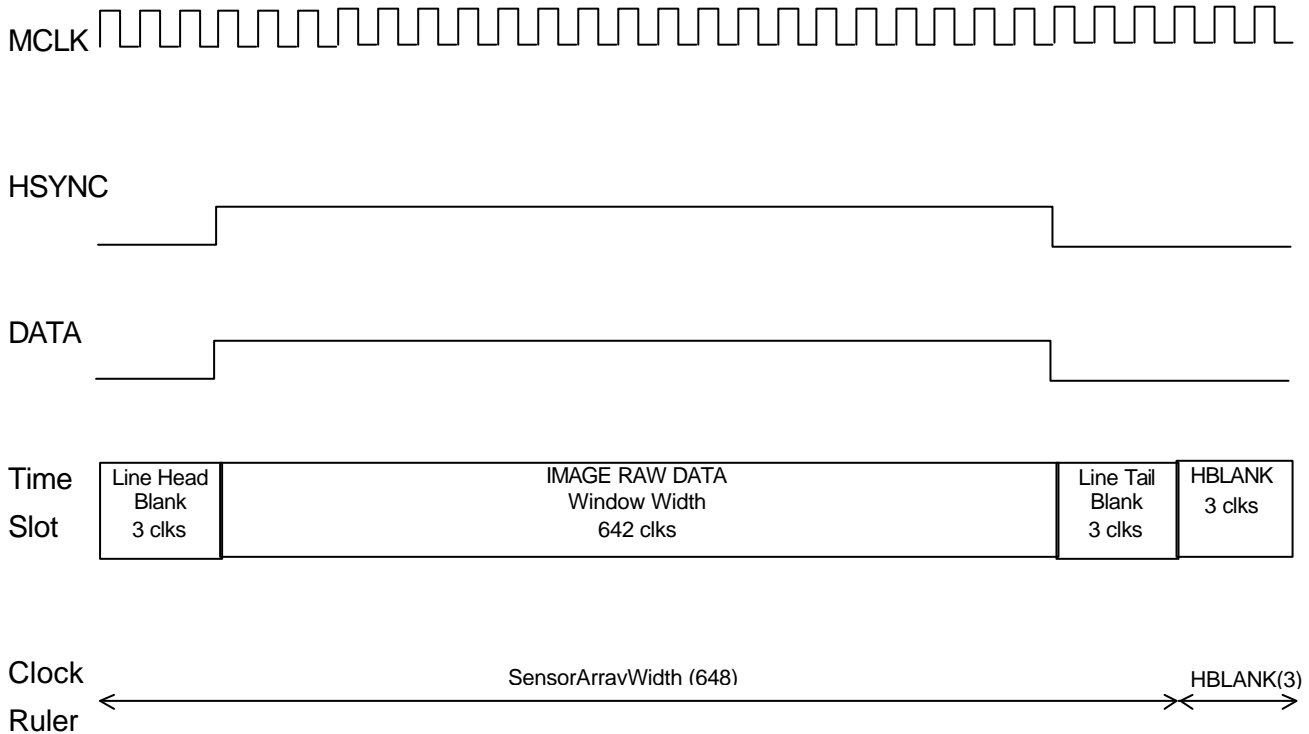 MCLK
HSYNC
DATA
Time
Slot
Line Head
Blank
3 clks
IMAGE RAW DATA
Window Width
642 clks
Line Tail
Blank
3 clks
HBLANK
3 clks
Clock
Ruler
SensorArrayWidth (648)
HBLANK(3)